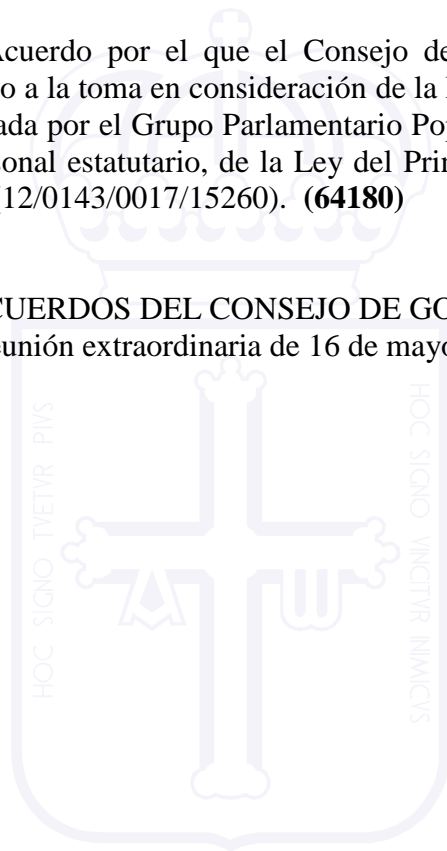 Acuerdo por el que el Consejo de
o a la toma en consideración de la
ada por el Grupo Parlamentario Pop
sonal estatutario, de la Ley del Prin
(12/0143/0017/15260). (64180)
CUERDOS DEL CONSEJO DE GO
eunión extraordinaria de 16 de mayo
HOC SIGNO TVETVR PIVS
HOC SIGNO VINCITVR INIMICVS